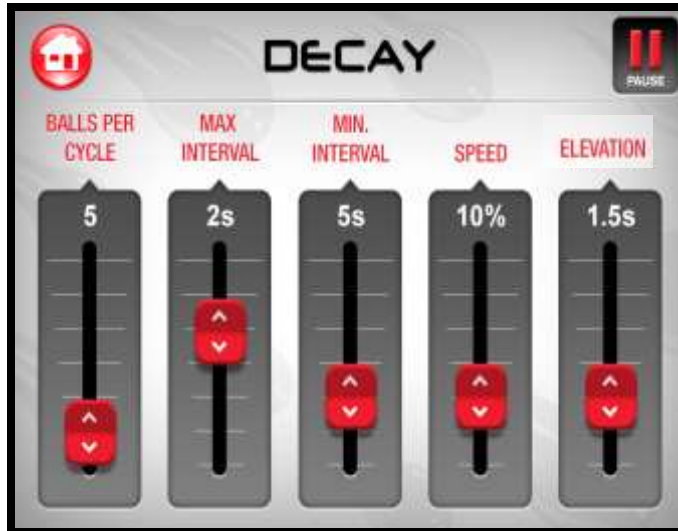 DECAY
PAUSE
BALLS PER
CYCLE
MAX
INTERVAL
MIN.
INTERVAL
SPEED
ELEVATION
5
2s
5s
10%
1.5s